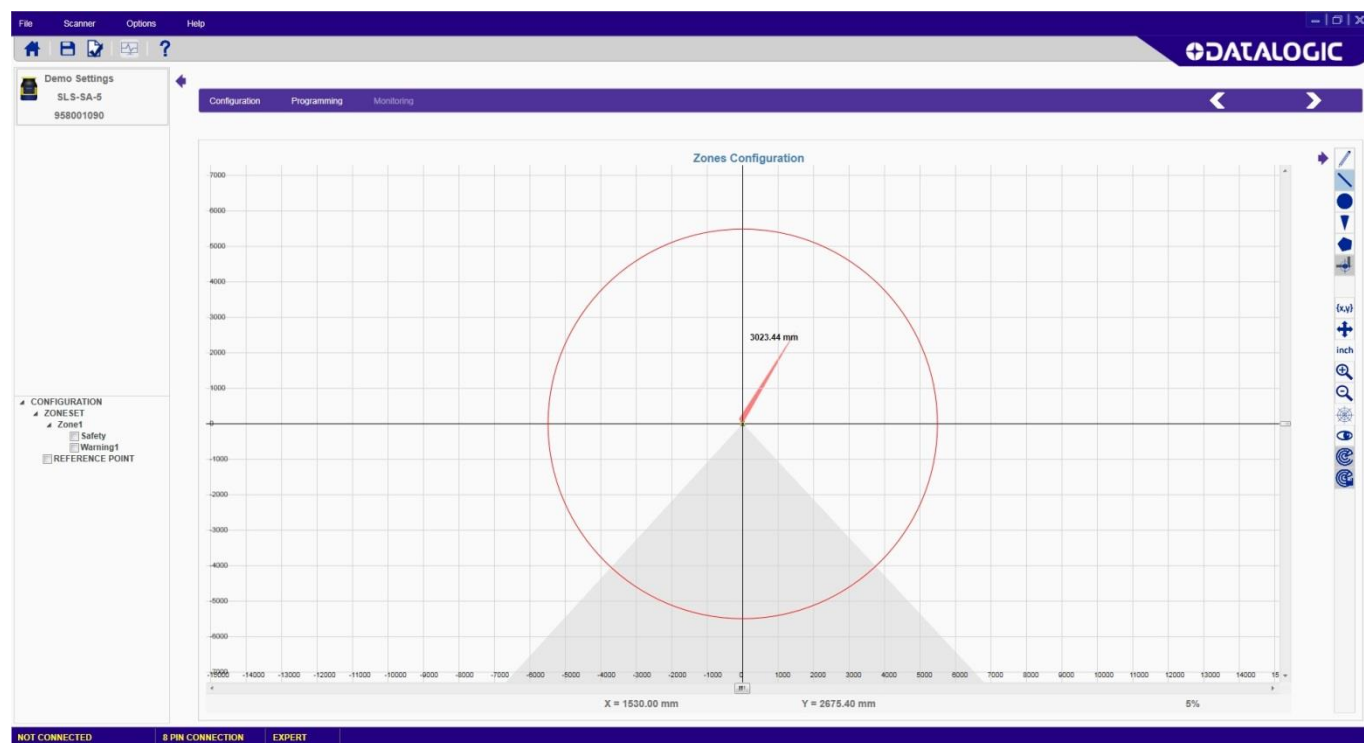 File Scanner Options Help
DATALOGIC
Demo Settings
SLS-SA-5
958001090
Configuration Programming Monitoring
Zones Configuration
7000
6000
5000
4000
3000
3023.44 mm
2000
1000
0
{x,y}
inch
CONFIGURATION
ZONESET
Zone1
Safety
Warning1
REFERENCE POINT
-1000
-2000
-3000
-4000
-5000
-6000
-7000
-15000 -14000 -13000 -12000 -11000 -10000 -9000 -8000 -7000 -6000 -5000 -4000 -3000 -2000 -1000 0 1000 2000 3000 4000 5000 6000 7000 8000 9000 10000 11000 12000 13000 14000 15
X = 1530.00 mm Y = 2675.40 mm 5%
NOT CONNECTED 8 PIN CONNECTION EXPERT